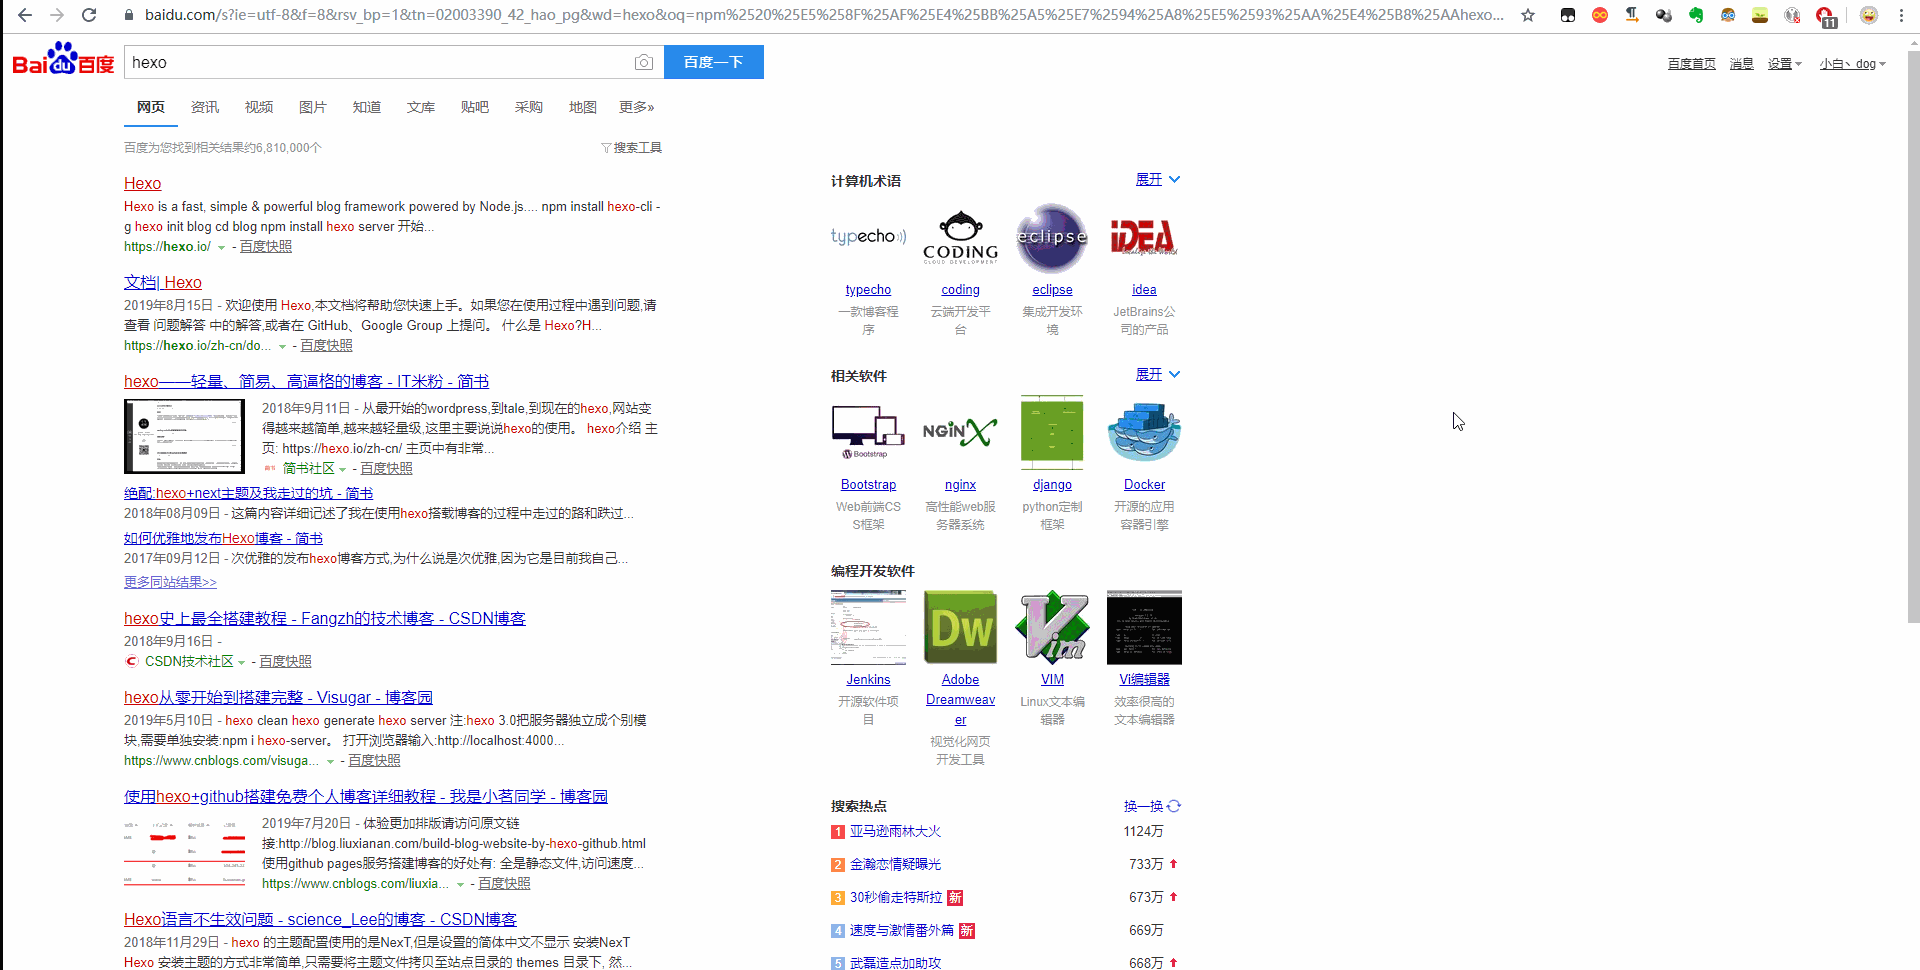 baidu.com/s?ie=utf-8&f=8&rsv_bp=1&tn=02003390_42_hao_pg&wd=hexo&oq=npm%2520%25E5%258F%25AF%25E4%25BB%25A5%25E7%2594%25A8%25E5%2593%25AA%25E4%25B8%25AAhexo...
11
Baidu百度
hexo
百度一下
百度首页 消息 设置 小白丶dog
网页 资讯 视频 图片 知道 文库 贴吧 采购 地图 更多»
百度为您找到相关结果约6,810,000个
搜索工具
Hexo
Hexo is a fast, simple & powerful blog framework powered by Node.js.... npm install hexo-cli -
g hexo init blog cd blog npm install hexo server 开始...
https://hexo.io/ - 百度快照
文档| Hexo
2019年8月15日 - 欢迎使用 Hexo,本文档将帮助您快速上手。如果您在使用过程中遇到问题,请
查看 问题解答 中的解答,或者在 GitHub、Google Group 上提问。 什么是 Hexo?H...
https://hexo.io/zh-cn/do... - 百度快照
hexo——轻量、简易、高逼格的博客 - IT米粉 - 简书
2018年9月11日 - 从最开始的wordpress,到tale,到现在的hexo,网站变
得越来越简单,越来越轻量级,这里主要说说hexo的使用。 hexo介绍 主
页: https://hexo.io/zh-cn/ 主页中有非常...
简书社区 - 百度快照
绝配:hexo+next主题及我走过的坑 - 简书
2018年08月09日 - 这篇内容详细记述了我在使用hexo搭载博客的过程中走过的路和跌过...
如何优雅地发布Hexo博客 - 简书
2017年09月12日 - 次优雅的发布hexo博客方式,为什么说是次优雅,因为它是目前我自己...
更多同站结果>>
hexo史上最全搭建教程 - Fangzh的技术博客 - CSDN博客
2018年9月16日 -
CSDN技术社区 - 百度快照
hexo从零开始到搭建完整 - Visugar - 博客园
2019年5月10日 - hexo clean hexo generate hexo server 注:hexo 3.0把服务器独立成个别模
块,需要单独安装:npm i hexo-server。 打开浏览器输入:http://localhost:4000...
https://www.cnblogs.com/visuga... - 百度快照
使用hexo+github搭建免费个人博客详细教程 - 我是小茗同学 - 博客园
2019年7月20日 - 体验更加排版请访问原文链
接:http://blog.liuxianan.com/build-blog-website-by-hexo-github.html
使用github pages服务搭建博客的好处有: 全是静态文件,访问速度...
https://www.cnblogs.com/liuxia... - 百度快照
Hexo语言不生效问题 - science_Lee的博客 - CSDN博客
2018年11月29日 - hexo 的主题配置使用的是NexT,但是设置的简体中文不显示 安装NexT
Hexo 安装主题的方式非常简单,只需要将主题文件拷贝至站点目录的 themes 目录下, 然...
计算机术语 展开
typecho CODING eclipse iDEA
CLOUD DEVELOPMENT
typecho coding eclipse idea
一款博客程 云端开发平 集成开发环 JetBrains公
序 台 境 司的产品
相关软件 展开
Bootstrap NGINX
Bootstrap nginx django Docker
Web前端CS 高性能web服 python定制 开源的应用
S框架 务器系统 框架 容器引擎
编程开发软件
Dw Vim
Jenkins Adobe VIM Vi编辑器
Dreamweav
er
开源软件项 Linux文本编 效率很高的
目 辑器 文本编辑器
视觉化网页
开发工具
搜索热点 换一换
1 亚马逊雨林大火 1124万
2 金瀚恋情疑曝光 733万
3 30秒偷走特斯拉 新 673万
4 速度与激情番外篇 新 669万
5 武磊造点加助攻 668万